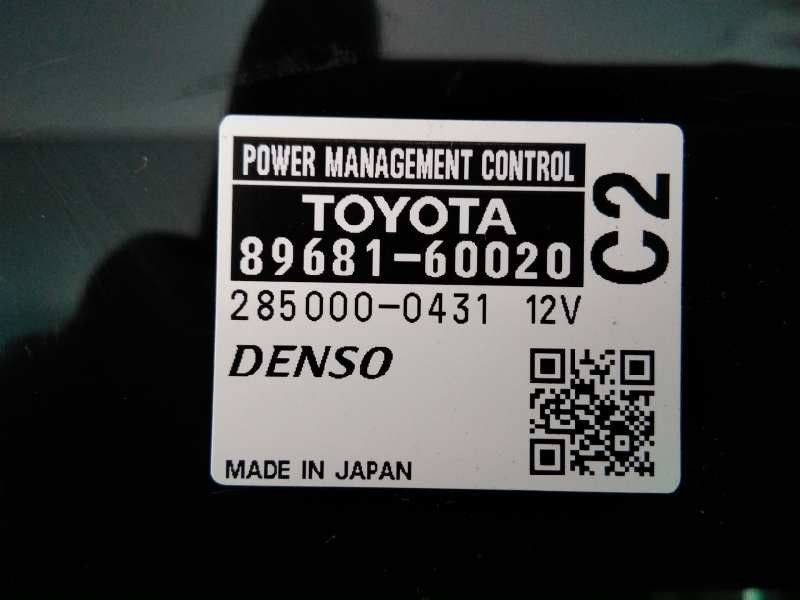 POWER MANAGEMENT CONTROL
TOYOTA
89681-60020
C2
285000-0431 12V
DENSO
MADE IN JAPAN